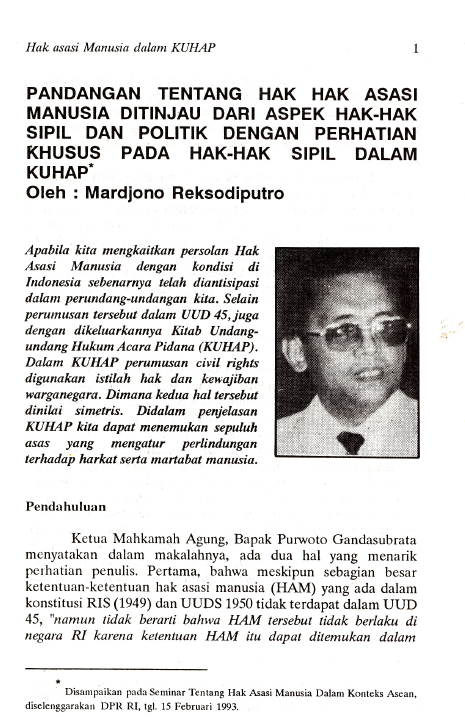 Hak asasi Manusia dalam KUHAP 1
PANDANGAN TENTANG HAK HAK ASASI
MANUSIA DITINJAU DARI ASPEK HAK-HAK
SIPIL DAN POLITIK DENGAN PERHATIAN
KHUSUS PADA HAK-HAK SIPIL DALAM
KUHAP*
Oleh : Mardjono Reksodiputro
Apabila kita mengkaitkan persolan Hak
Asasi Manusia dengan kondisi di
Indonesia sebenarnya telah diantisipasi
dalam perundang-undangan kita. Selain
perumusan tersebut dalam UUD 45, juga
dengan dikeluarkannya Kitab Undang-
undang Hukum Acara Pidana (KUHAP).
Dalam KUHAP perumusan civil rights
digunakan istilah hak dan kewajiban
warganegara. Dimana kedua hal tersebut
dinilai simetris. Didalam penjelasan
KUHAP kita dapat menemukan sepuluh
asas yang mengatur perlindungan
terhadap harkat serta martabat manusia.
Pendahuluan
Ketua Mahkamah Agung, Bapak Purwoto Gandasubrata
menyatakan dalam makalahnya, ada dua hal yang menarik
perhatian penulis. Pertama, bahwa meskipun sebagian besar
ketentuan-ketentuan hak asasi manusia (HAM) yang ada dalam
konstitusi RIS (1949) dan UUDS 1950 tidak terdapat dalam UUD
45, "namun tidak berarti bahwa HAM tersebut tidak berlaku di
negara RI karena ketentuan HAM itu dapat ditemukan dalam
* Disampaikan pada Seminar Tentang Hak Asasi Manusia Dalam Konteks Asean,
diselenggarakan DPR RI, tgl. 15 Februari 1993.